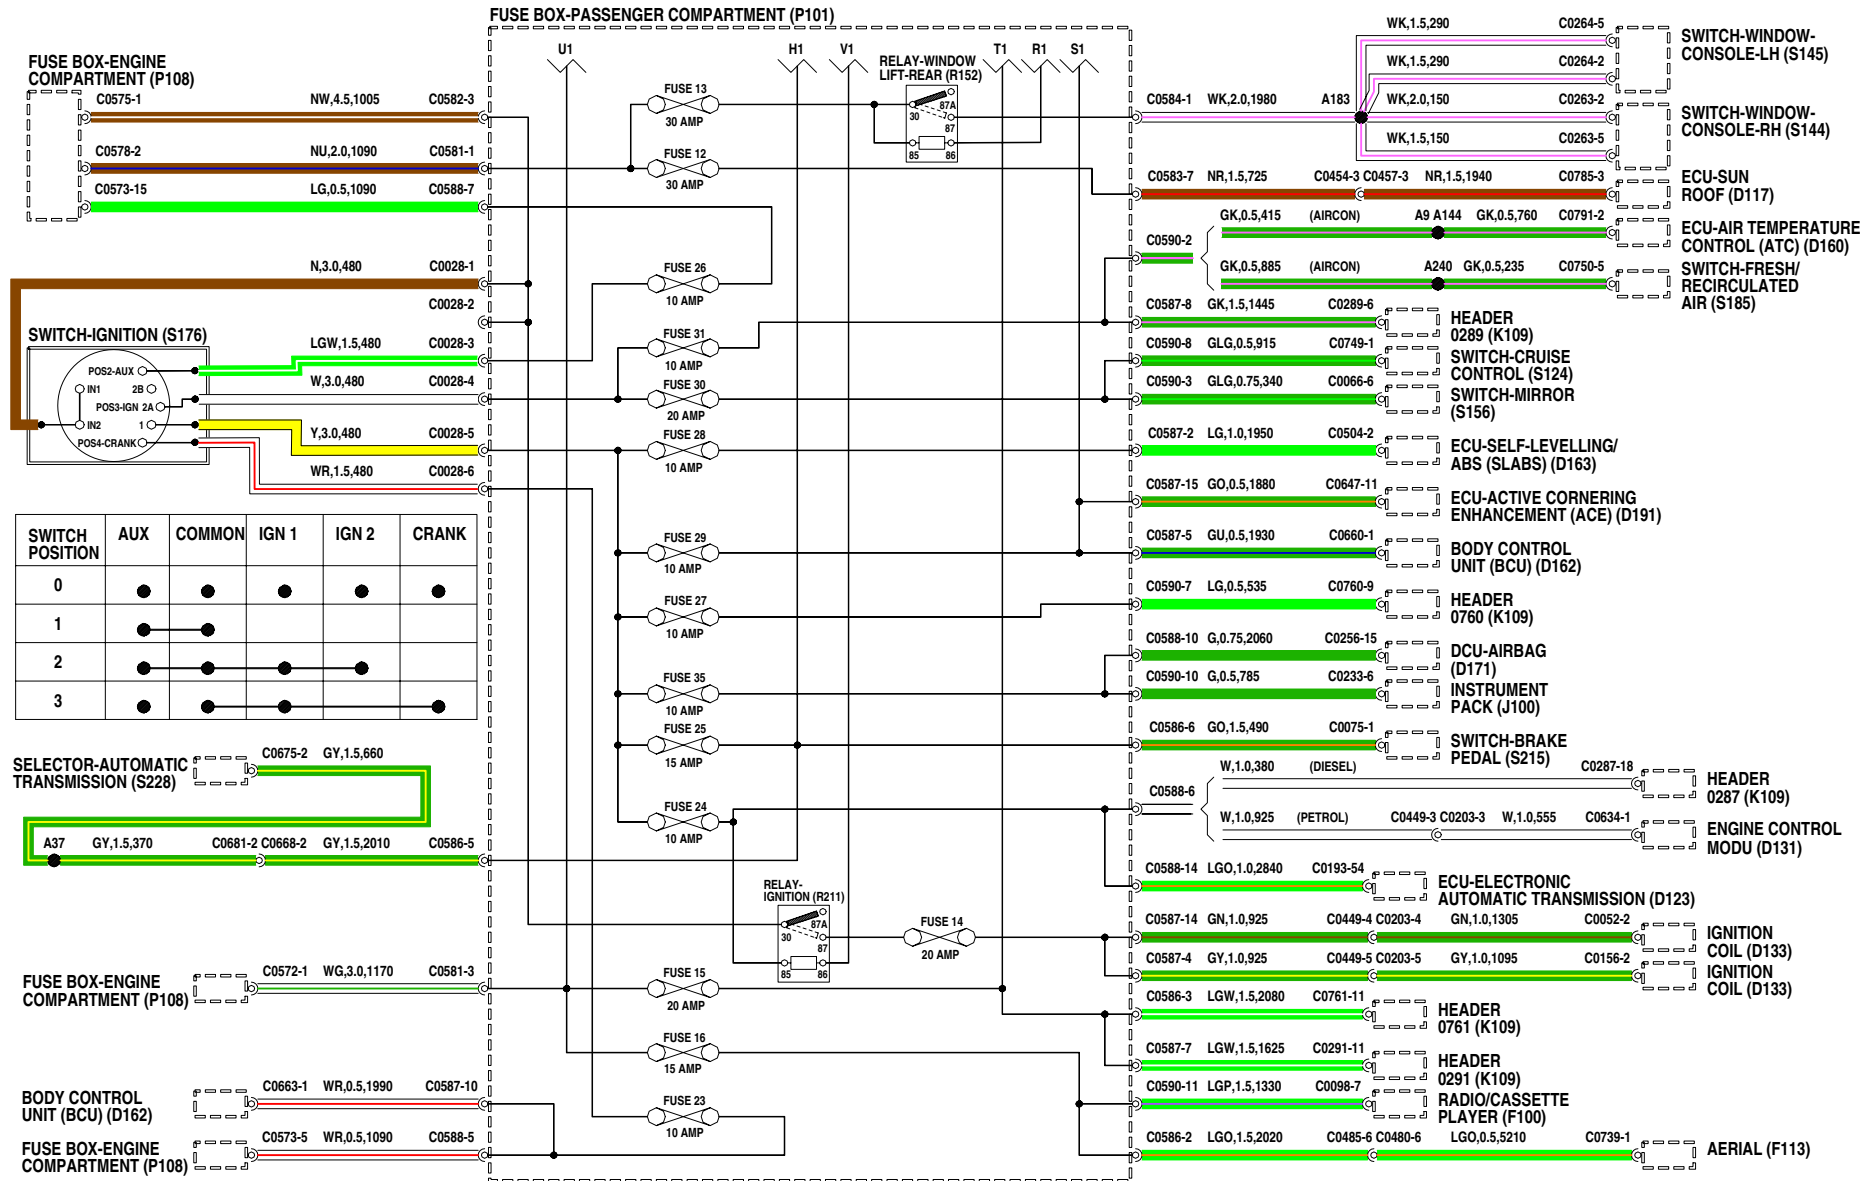 FUSE BOX-PASSENGER COMPARTMENT (P101)
U1
H1
V1
T1
R1
S1
FUSE BOX-ENGINE
COMPARTMENT (P108)
C0575-1 NW,4.5,1005 C0582-3
C0578-2 NU,2.0,1090 C0581-1
C0573-15 LG,0.5,1090 C0588-7
N,3.0,480 C0028-1
C0028-2
SWITCH-IGNITION (S176)
LGW,1.5,480 C0028-3
W,3.0,480 C0028-4
Y,3.0,480 C0028-5
WR,1.5,480 C0028-6
POS2-AUX
IN1
2B
POS3-IGN 2A
IN2
1
POS4-CRANK
SWITCH
POSITION
AUX
COMMON
IGN 1
IGN 2
CRANK
0
1
2
3
SELECTOR-AUTOMATIC
TRANSMISSION (S228)
C0675-2 GY,1.5,660
A37 GY,1.5,370 C0681-2 C0668-2 GY,1.5,2010 C0586-5
FUSE BOX-ENGINE
COMPARTMENT (P108)
C0572-1 WG,3.0,1170 C0581-3
BODY CONTROL
UNIT (BCU) (D162)
C0663-1 WR,0.5,1990 C0587-10
FUSE BOX-ENGINE
COMPARTMENT (P108)
C0573-5 WR,0.5,1090 C0588-5
FUSE 13
30 AMP
FUSE 12
30 AMP
RELAY-WINDOW
LIFT-REAR (R152)
87A
30
87
85
86
FUSE 26
10 AMP
FUSE 31
10 AMP
FUSE 30
20 AMP
FUSE 28
10 AMP
FUSE 29
10 AMP
FUSE 27
10 AMP
FUSE 35
10 AMP
FUSE 25
15 AMP
FUSE 24
10 AMP
RELAY-
IGNITION (R211)
87A
30
87
85
86
FUSE 14
20 AMP
FUSE 15
20 AMP
FUSE 16
15 AMP
FUSE 23
10 AMP
WK,1.5,290 C0264-5
WK,1.5,290 C0264-2
SWITCH-WINDOW-
CONSOLE-LH (S145)
C0584-1 WK,2.0,1980 A183 WK,2.0,150 C0263-2
WK,1.5,150 C0263-5
SWITCH-WINDOW-
CONSOLE-RH (S144)
C0583-7 NR,1.5,725 C0454-3 C0457-3 NR,1.5,1940 C0785-3
ECU-SUN
ROOF (D117)
C0590-2
GK,0.5,415 (AIRCON) A9 A144 GK,0.5,760 C0791-2
ECU-AIR TEMPERATURE
CONTROL (ATC) (D160)
GK,0.5,885 (AIRCON) A240 GK,0.5,235 C0750-5
SWITCH-FRESH/
RECIRCULATED
AIR (S185)
C0587-8 GK,1.5,1445 C0289-6
HEADER
0289 (K109)
C0590-8 GLG,0.5,915 C0749-1
SWITCH-CRUISE
CONTROL (S124)
C0590-3 GLG,0.75,340 C0066-6
SWITCH-MIRROR
(S156)
C0587-2 LG,1.0,1950 C0504-2
ECU-SELF-LEVELLING/
ABS (SLABS) (D163)
C0587-15 GO,0.5,1880 C0647-11
ECU-ACTIVE CORNERING
ENHANCEMENT (ACE) (D191)
C0587-5 GU,0.5,1930 C0660-1
BODY CONTROL
UNIT (BCU) (D162)
C0590-7 LG,0.5,535 C0760-9
HEADER
0760 (K109)
C0588-10 G,0.75,2060 C0256-15
DCU-AIRBAG
(D171)
C0590-10 G,0.5,785 C0233-6
INSTRUMENT
PACK (J100)
C0586-6 GO,1.5,490 C0075-1
SWITCH-BRAKE
PEDAL (S215)
C0588-6
W,1.0,380 (DIESEL) C0287-18
HEADER
0287 (K109)
W,1.0,925 (PETROL) C0449-3 C0203-3 W,1.0,555 C0634-1
ENGINE CONTROL
MODU (D131)
C0588-14 LGO,1.0,2840 C0193-54
ECU-ELECTRONIC
AUTOMATIC TRANSMISSION (D123)
C0587-14 GN,1.0,925 C0449-4 C0203-4 GN,1.0,1305 C0052-2
IGNITION
COIL (D133)
C0587-4 GY,1.0,925 C0449-5 C0203-5 GY,1.0,1095 C0156-2
IGNITION
COIL (D133)
C0586-3 LGW,1.5,2080 C0761-11
HEADER
0761 (K109)
C0587-7 LGW,1.5,1625 C0291-11
HEADER
0291 (K109)
C0590-11 LGP,1.5,1330 C0098-7
RADIO/CASSETTE
PLAYER (F100)
C0586-2 LGO,1.5,2020 C0485-6 C0480-6 LGO,0.5,5210 C0739-1
AERIAL (F113)